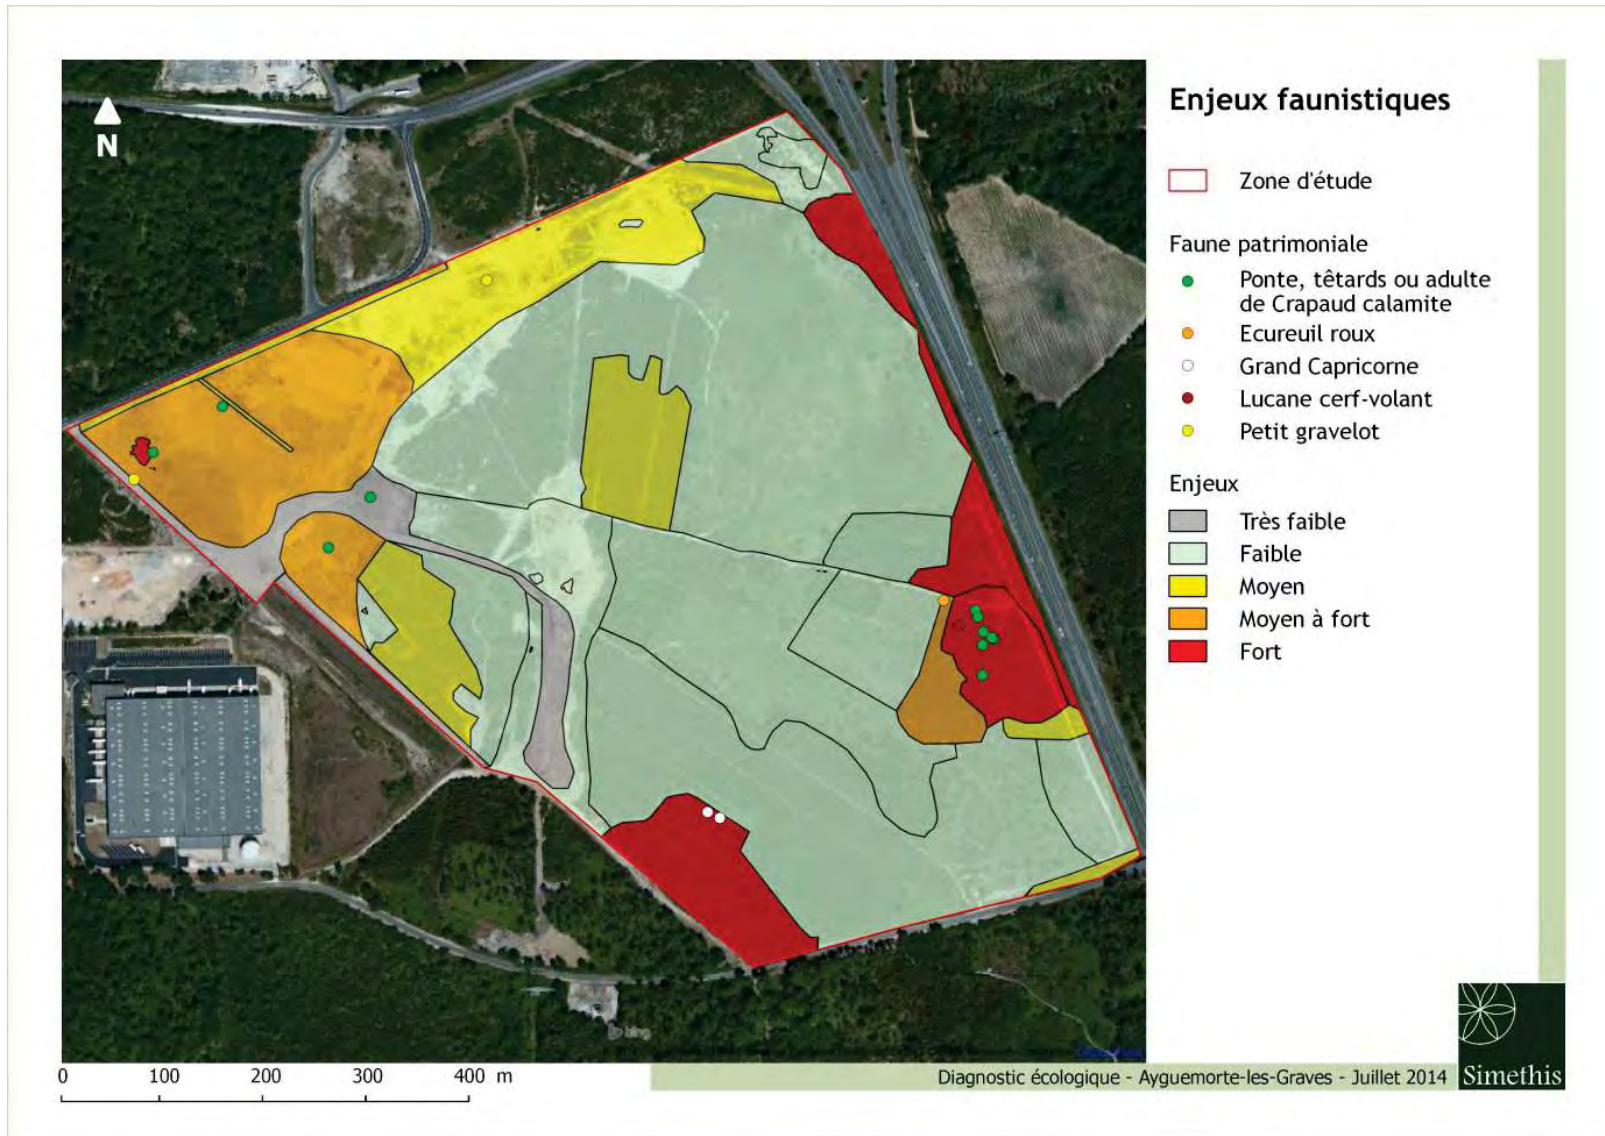 Enjeux faunistiques
N
Zone d'étude
Faune patrimoniale
Ponte, têtards ou adulte
de Crapaud calamite
Ecureuil roux
Grand Capricorne
Lucane cerf-volant
Petit gravelot
Enjeux
Très faible
Faible
Moyen
Moyen à fort
Fort
bing
0 100 200 300 400 m
Diagnostic écologique - Ayguemorte-les-Graves - Juillet 2014
Simethis